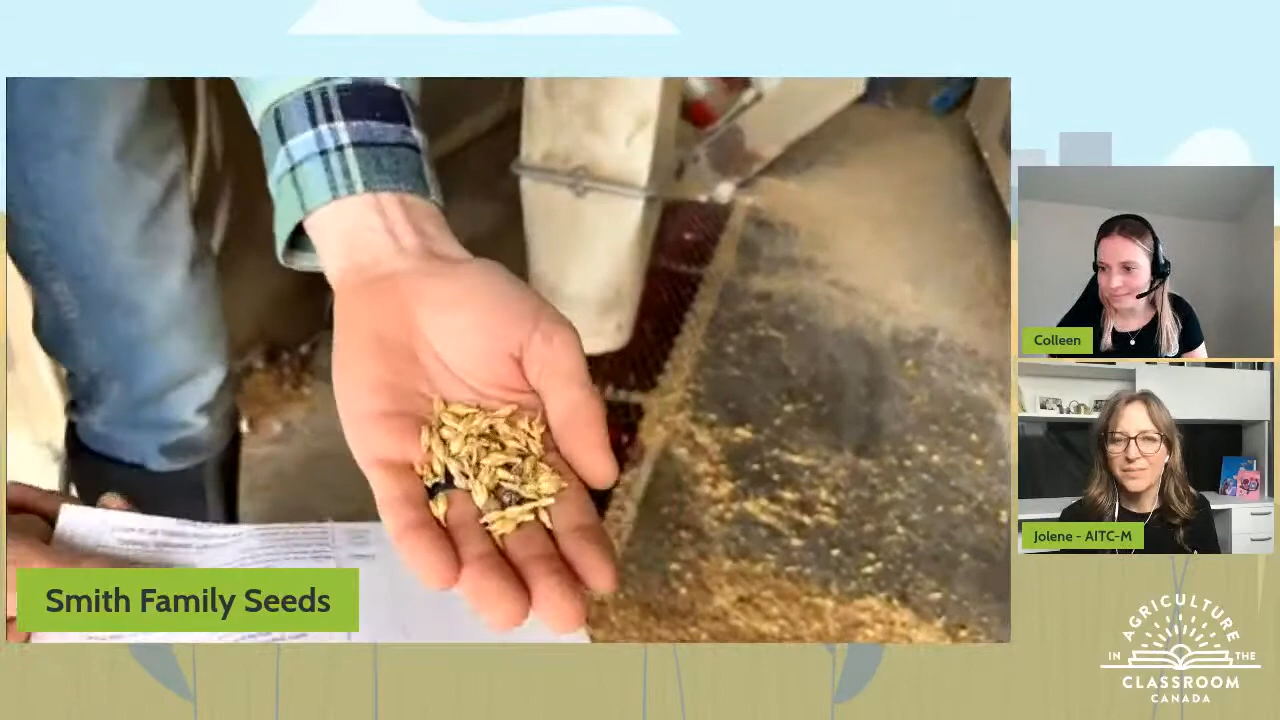 Smith Family Seeds
Colleen
Jolene - AITC-M
AGRICULTURE
IN THE
CLASSROOM
CANADA